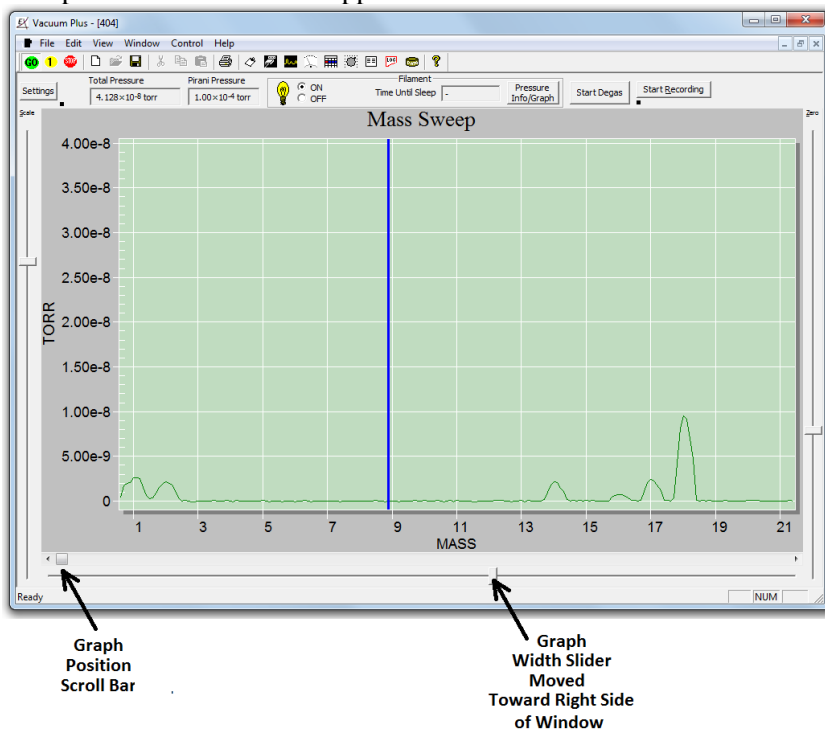 Vacuum Plus - [404]
File Edit View Window Control Help
GO 1 STOP
Settings
Total Pressure
4.128×10-8 torr
Pirani Pressure
1.00×10-4 torr
ON
OFF
Filament
Time Until Sleep -
Pressure
Info/Graph
Start Degas
Start Recording
Scale
Zero
Mass Sweep
4.00e-8
3.50e-8
3.00e-8
2.50e-8
2.00e-8
1.50e-8
1.00e-8
5.00e-9
0
TORR
1 3 5 7 9 11 13 15 17 19 21
MASS
Ready
NUM
Graph
Position
Scroll Bar
Graph
Width Slider
Moved
Toward Right Side
of Window